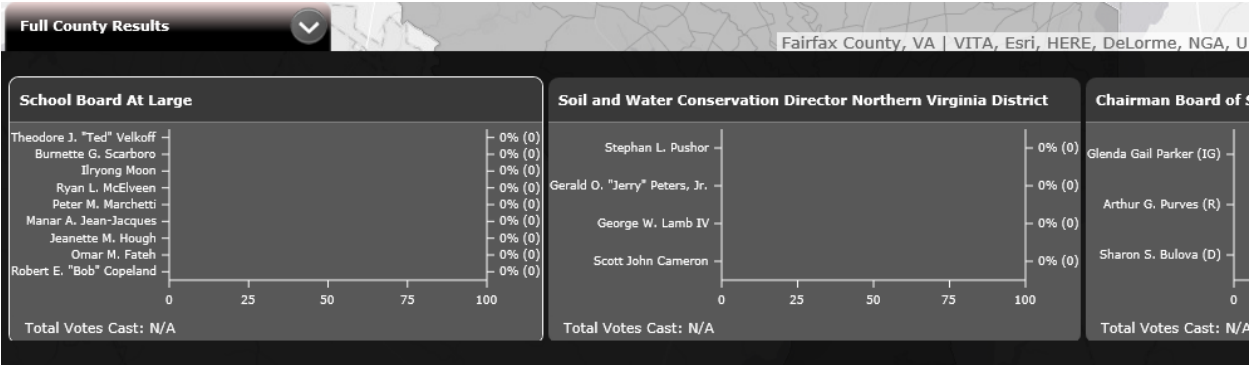 Full County Results
Fairfax County, VA | VITA, Esri, HERE, DeLorme, NGA, U
School Board At Large
Theodore J. "Ted" Velkoff 0% (0)
Burnette G. Scarboro 0% (0)
Ilryong Moon 0% (0)
Ryan L. McElveen 0% (0)
Peter M. Marchetti 0% (0)
Manar A. Jean-Jacques 0% (0)
Jeanette M. Hough 0% (0)
Omar M. Fateh 0% (0)
Robert E. "Bob" Copeland 0% (0)
0 25 50 75 100
Total Votes Cast: N/A
Soil and Water Conservation Director Northern Virginia District
Stephan L. Pushor 0% (0)
Gerald O. "Jerry" Peters, Jr. 0% (0)
George W. Lamb IV 0% (0)
Scott John Cameron 0% (0)
0 25 50 75 100
Total Votes Cast: N/A
Chairman Board of S
Glenda Gail Parker (IG)
Arthur G. Purves (R)
Sharon S. Bulova (D)
0
Total Votes Cast: N/A